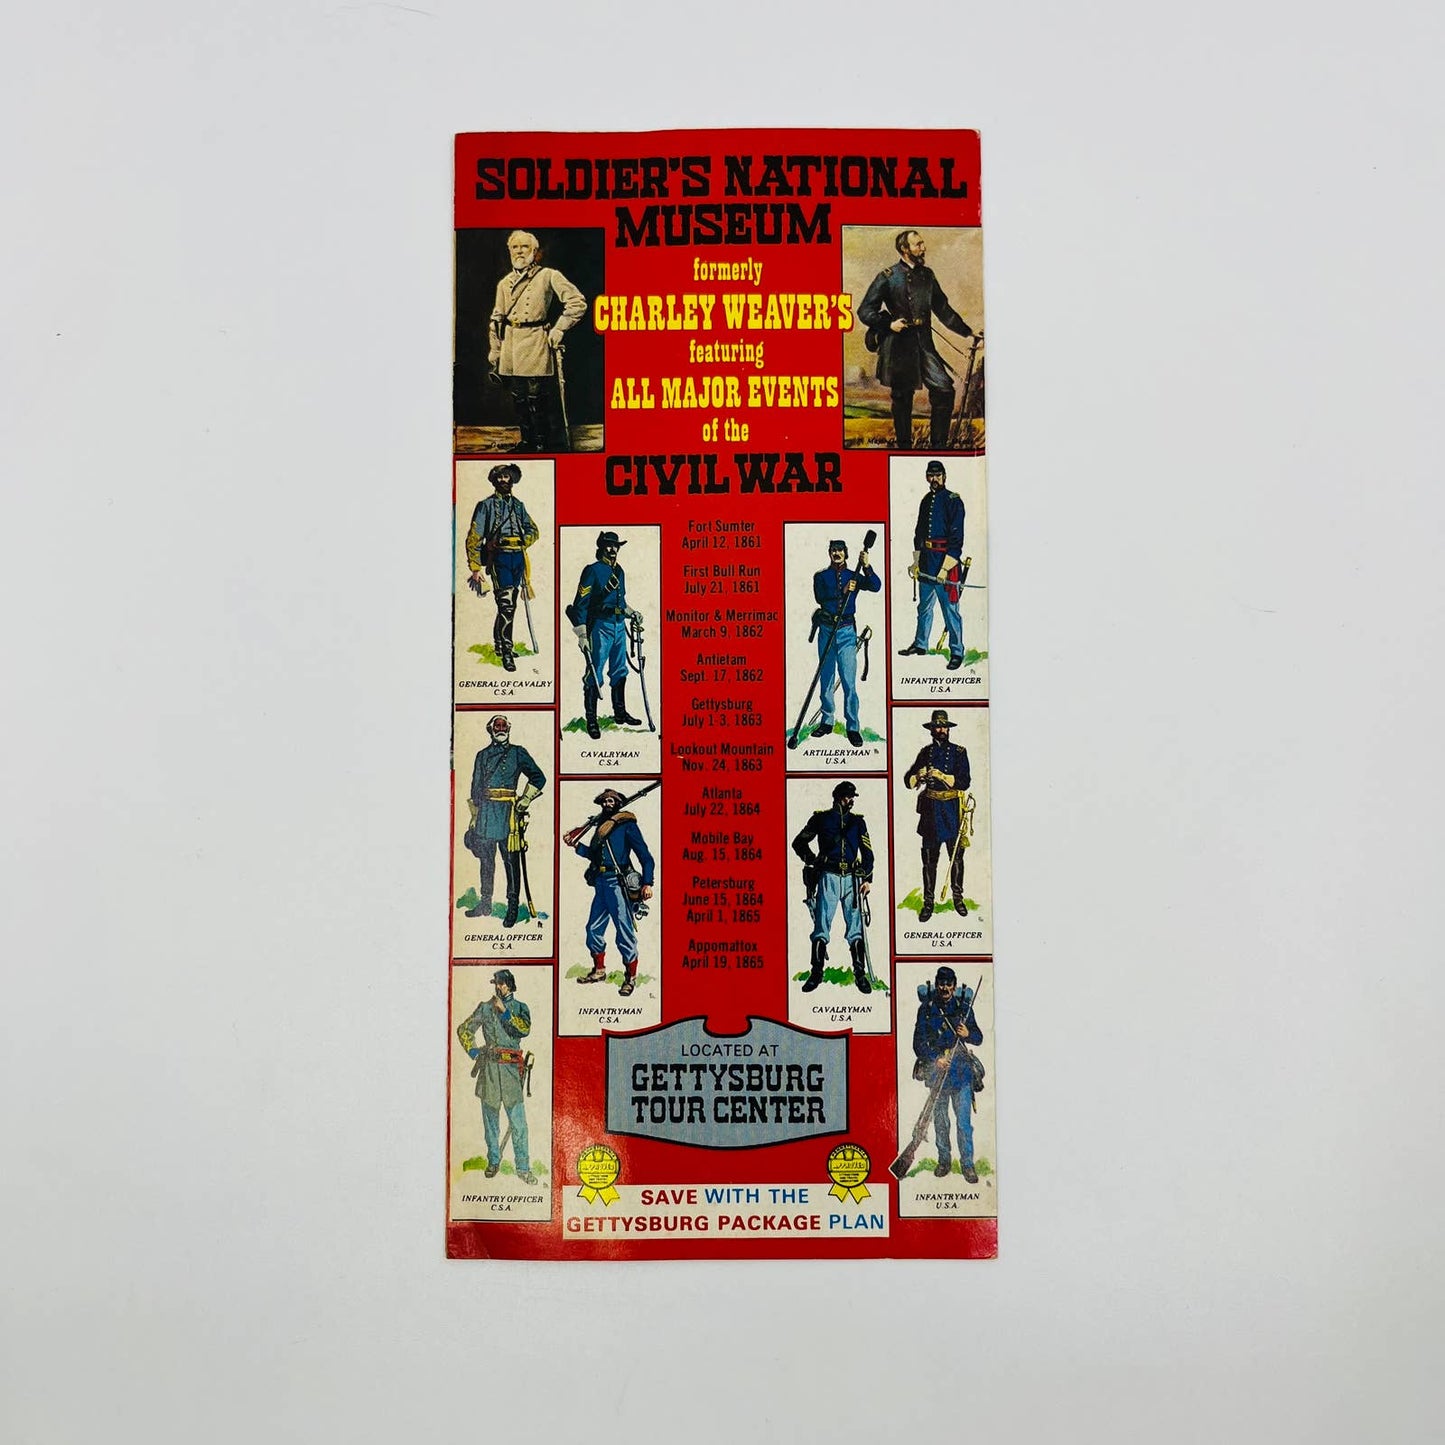 SOLDIER'S NATIONAL
MUSEUM
formerly
CHARLEY WEAVER'S
featuring
ALL MAJOR EVENTS
of the
CIVIL WAR
Fort Sumter
April 12, 1861
First Bull Run
July 21, 1861
Monitor & Merrimac
March 9, 1862
Antietam
Sept. 17, 1862
Gettysburg
July 1 3, 1863
Lookout Mountain
Nov. 24, 1863
Atlanta
July 22, 1864
Mobile Bay
Aug. 15, 1864
Petersburg
June 15, 1864
April 1, 1865
Appomattox
April 19, 1865
GENERAL OF CAVALRY
C.S.A.
CAVALRYMAN
C.S.A.
ARTILLERYMAN
U.S.A.
INFANTRY OFFICER
U.S.A.
GENERAL OFFICER
C.S.A.
INFANTRYMAN
C.S.A.
CAVALRYMAN
U.S.A
GENERAL OFFICER
U.S.A
INFANTRY OFFICER
C.S.A.
INFANTRYMAN
U.S.A.
LOCATED AT
GETTYSBURG
TOUR CENTER
APPROVED
APPROVED
SAVE WITH THE
GETTYSBURG PACKAGE PLAN